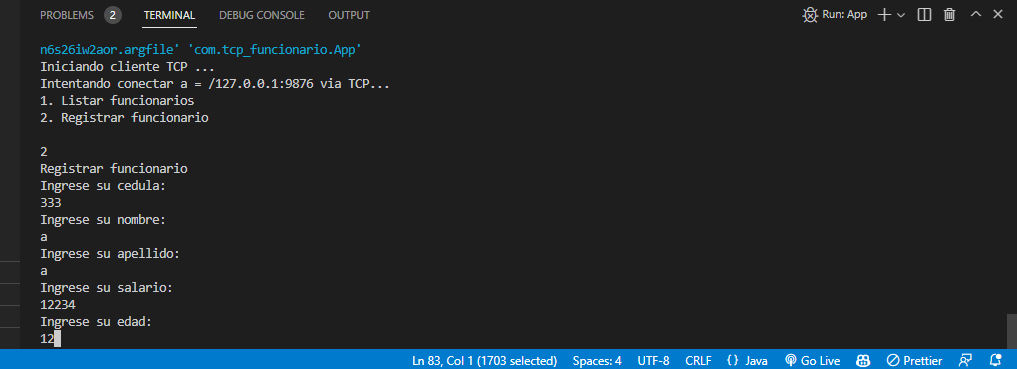 PROBLEMS 2 TERMINAL DEBUG CONSOLE OUTPUT Run: App
n6s26iw2aor.argfile' 'com.tcp_funcionario.App'
Iniciando cliente TCP ...
Intentando conectar a = /127.0.0.1:9876 via TCP...
1. Listar funcionarios
2. Registrar funcionario
2
Registrar funcionario
Ingrese su cedula:
333
Ingrese su nombre:
a
Ingrese su apellido:
a
Ingrese su salario:
12234
Ingrese su edad:
12
Ln 83, Col 1 (1703 selected) Spaces: 4 UTF-8 CRLF {} Java Go Live Prettier